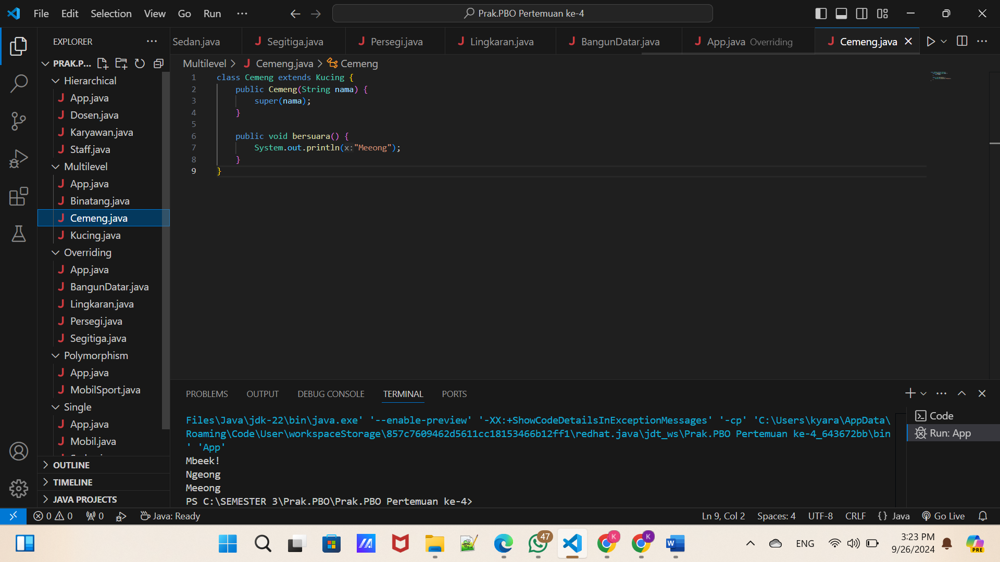 File Edit Selection View Go Run ···
Prak.PBO Pertemuan ke-4
EXPLORER
Sedan.java
Segitiga.java
Persegi.java
Lingkaran.java
BangunDatar.java
App.java Overriding
Cemeng.java
PRAK.P...
Multilevel > Cemeng.java > Cemeng
Hierarchical
App.java
Dosen.java
Karyawan.java
Staff.java
Multilevel
App.java
Binatang.java
Cemeng.java
Kucing.java
Overriding
App.java
BangunDatar.java
Lingkaran.java
Persegi.java
Segitiga.java
Polymorphism
App.java
MobilSport.java
Single
App.java
Mobil.java
OUTLINE
TIMELINE
JAVA PROJECTS
1 class Cemeng extends Kucing {
2 public Cemeng(String nama) {
3 super(nama);
4 }
5
6 public void bersuara() {
7 System.out.println(x:"Meeong");
8 }
9 }
PROBLEMS OUTPUT DEBUG CONSOLE TERMINAL PORTS
Files\Java\jdk-22\bin\java.exe' '--enable-preview' '-XX:+ShowCodeDetailsInExceptionMessages' '-cp' 'C:\Users\kyara\AppData\
Roaming\Code\User\workspaceStorage\857c7609462d5611cc18153466b12ff1\redhat.java\jdt_ws\Prak.PBO Pertemuan ke-4_643672bb\bin
' 'App'
Mbeek!
Ngeong
Meeong
PS C:\SEMESTER 3\Prak.PBO\Prak.PBO Pertemuan ke-4>
Code
Run: App
0 0 0 Java: Ready
Ln 9, Col 2 Spaces: 4 UTF-8 CRLF {} Java Go Live
47
K
K
W
ENG
3:23 PM
9/26/2024
PRE